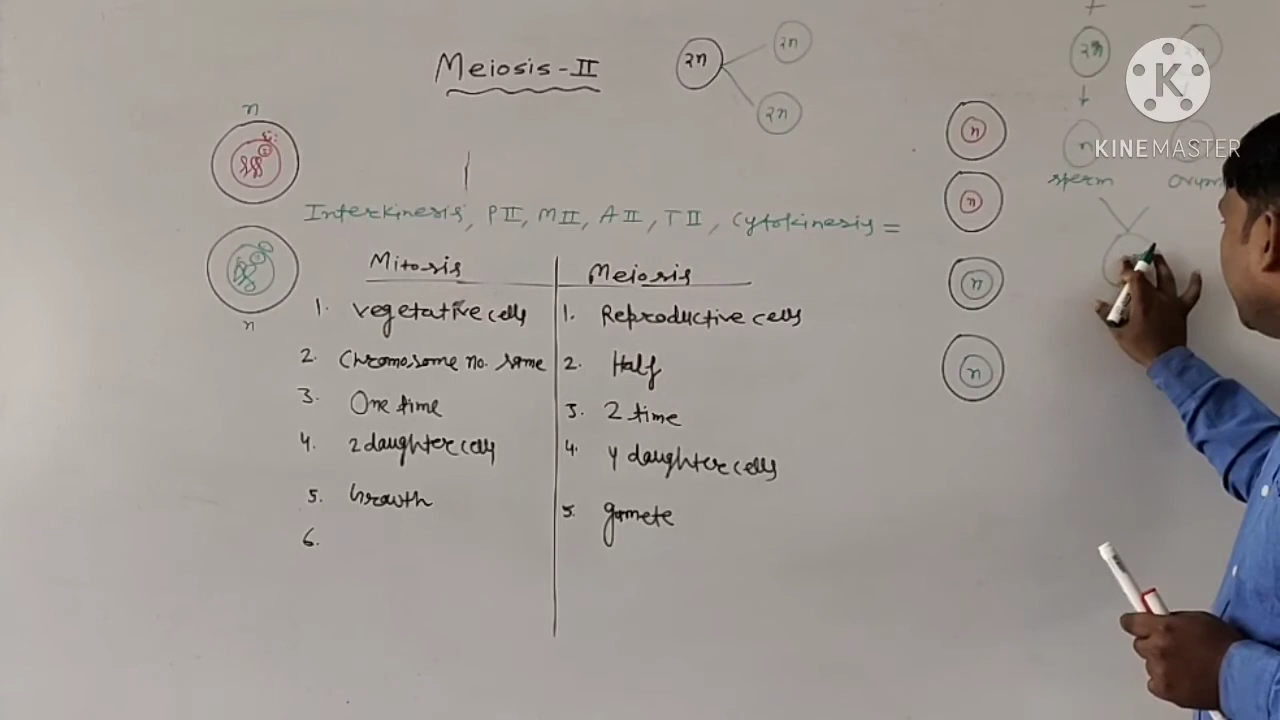 Meiosis-II
2n
2n
2n
n
n
+
-
2n
n
sperm
ovum
KINEMASTER
n
n
n
n
Interkinesis, PII, MII, AII, TII, Cytokinesis =
Mitosis
Meiosis
1. vegetative cells
1. Reproductive cells
2. Chromosome no. same
2. Half
3. One time
3. 2 time
4. 2 daughter cells
4. 4 daughter cells
5. Growth
5. gamete
6.